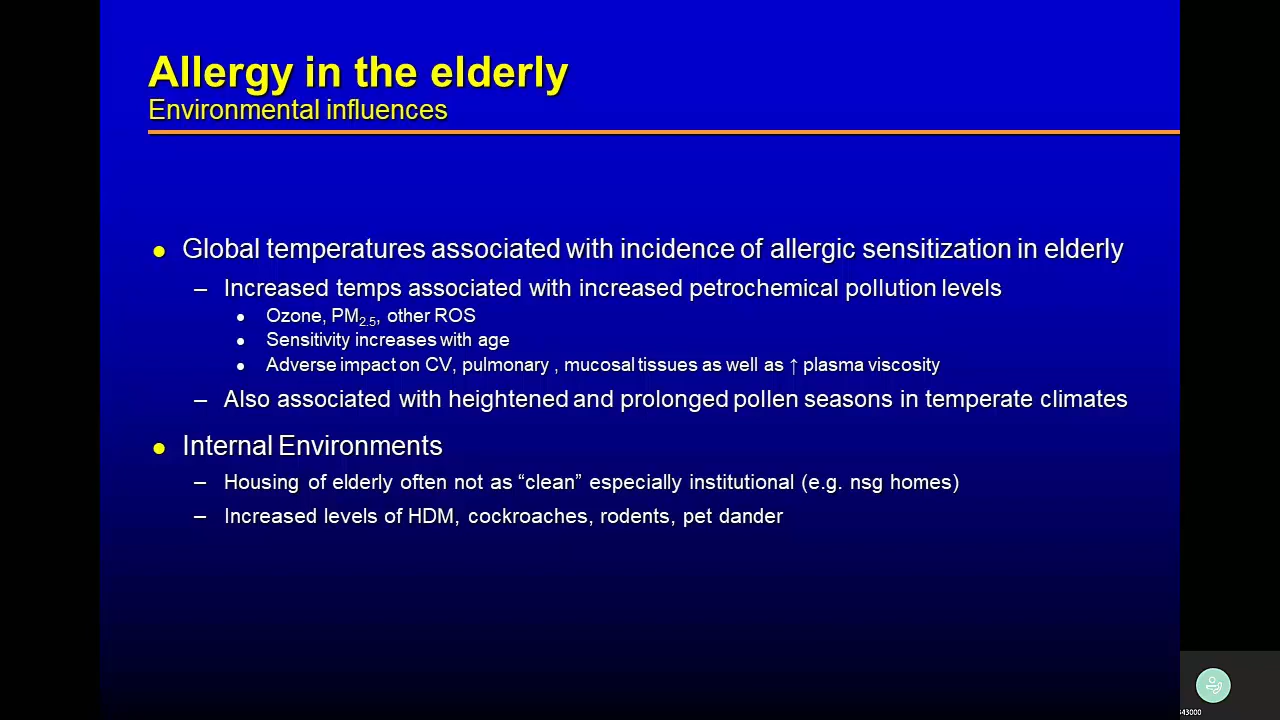 Allergy in the elderly
Environmental influences
● Global temperatures associated with incidence of allergic sensitization in elderly
– Increased temps associated with increased petrochemical pollution levels
● Ozone, PM2.5, other ROS
● Sensitivity increases with age
● Adverse impact on CV, pulmonary , mucosal tissues as well as ↑ plasma viscosity
– Also associated with heightened and prolonged pollen seasons in temperate climates
● Internal Environments
– Housing of elderly often not as “clean” especially institutional (e.g. nsg homes)
– Increased levels of HDM, cockroaches, rodents, pet dander